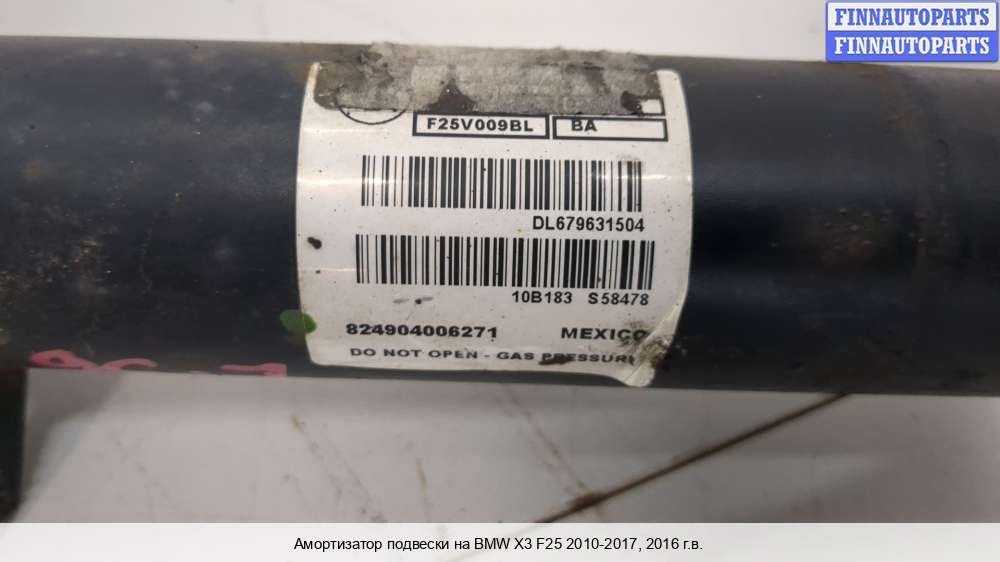 FINNAUTOPARTS
FINNAUTOPARTS
F25V009BL BA
DL679631504
10B183 S58478
824904006271 MEXICO
DO NOT OPEN - GAS PRESSURE
Амортизатор подвески на BMW X3 F25 2010-2017, 2016 г.в.